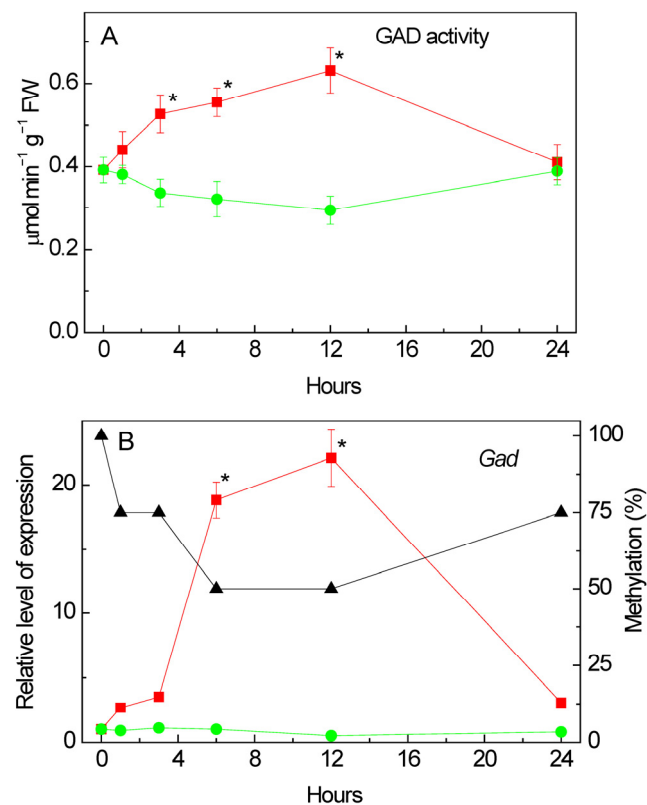 A
GAD activity
μmol min⁻¹ g⁻¹ FW
0.6
*
*
*
0.4
0.2
0.0
0 4 8 12 16 20 24
Hours
B
Gad
Relative level of expression
Methylation (%)
20
10
0
*
*
100
75
50
25
0
0 4 8 12 16 20 24
Hours